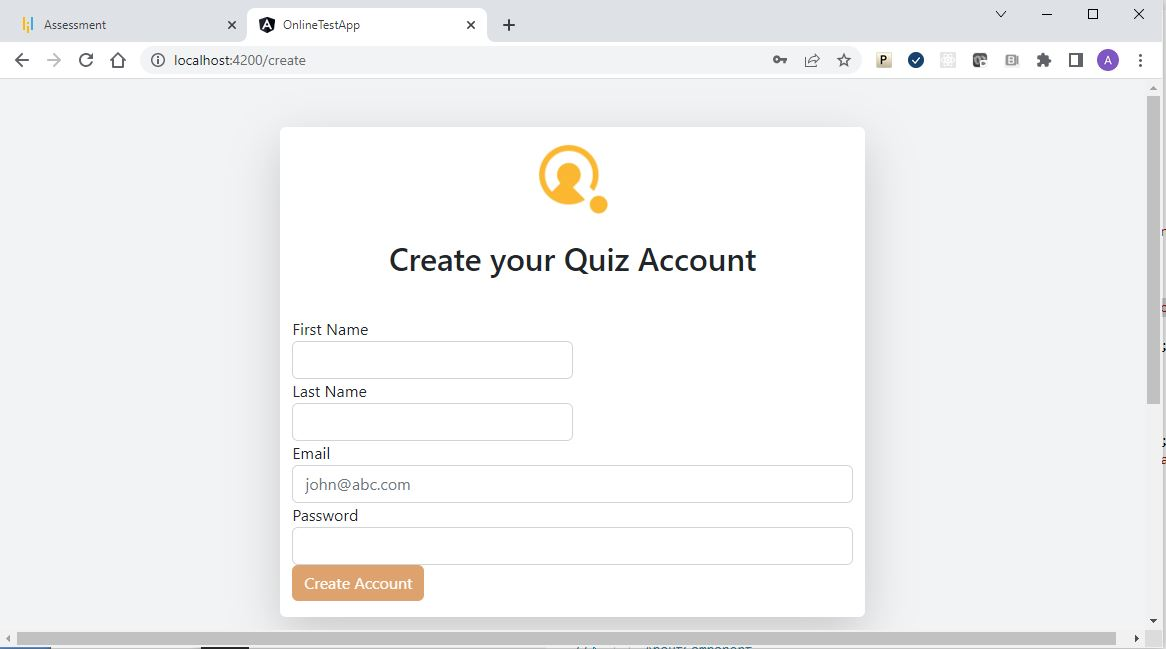 Assessment
OnlineTestApp
localhost:4200/create
P
B
A
Create your Quiz Account
First Name
Last Name
Email
john@abc.com
Password
Create Account